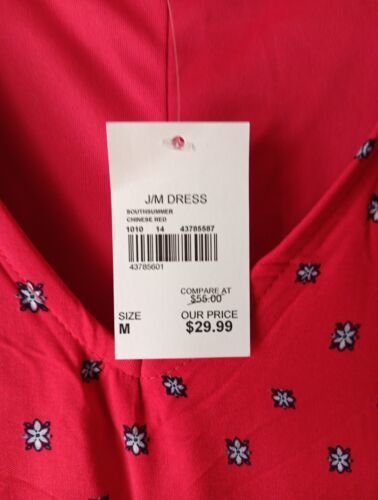 J/M DRESS
SOUTHSUMMER
CHINESE RED
1010 14 43785587
43785601
COMPARE AT
$55.00
SIZE OUR PRICE
M $29.99